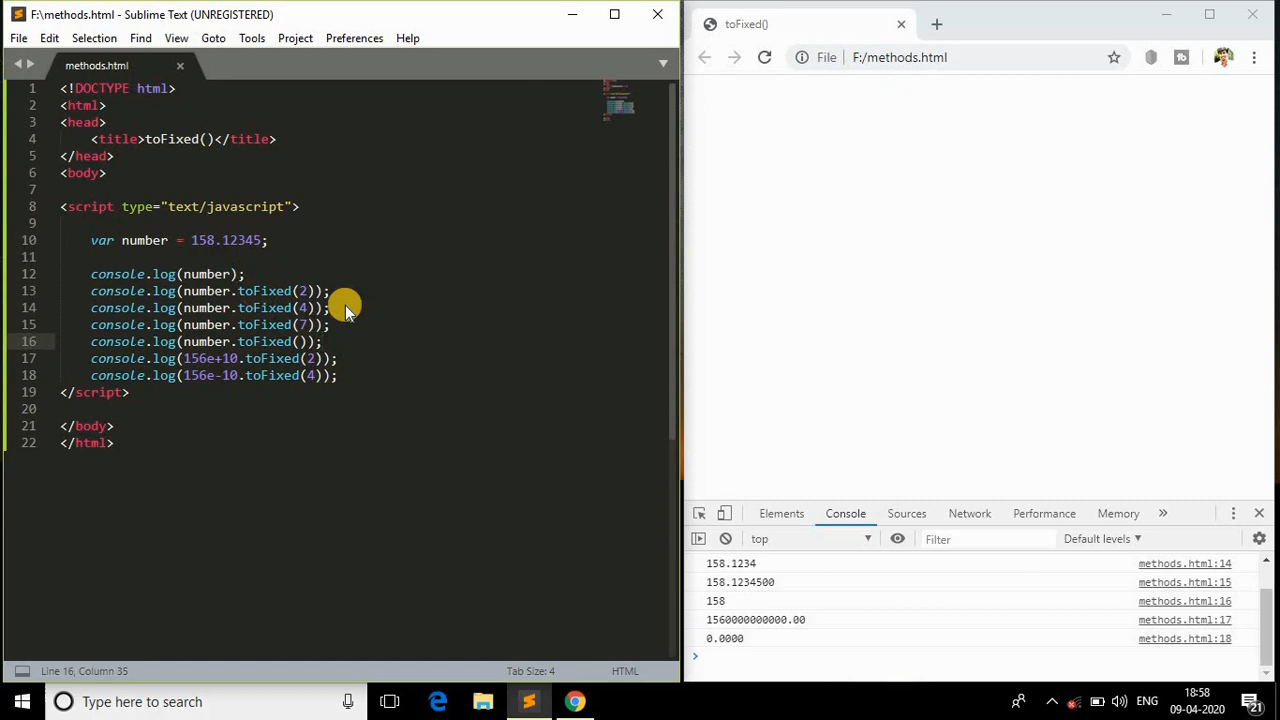 F:\methods.html - Sublime Text (UNREGISTERED)
File Edit Selection Find View Goto Tools Project Preferences Help
methods.html
1 <!DOCTYPE html>
2 <html>
3 <head>
4 <title>toFixed()</title>
5 </head>
6 <body>
7
8 <script type="text/javascript">
9
10 var number = 158.12345;
11
12 console.log(number);
13 console.log(number.toFixed(2));
14 console.log(number.toFixed(4));
15 console.log(number.toFixed(7));
16 console.log(number.toFixed());
17 console.log(156e+10.toFixed(2));
18 console.log(156e-10.toFixed(4));
19 </script>
20
21 </body>
22 </html>
Line 16, Column 35
Tab Size: 4
HTML
toFixed()
File F:/methods.html
Elements Console Sources Network Performance Memory
top Filter Default levels
158.1234 methods.html:14
158.1234500 methods.html:15
158 methods.html:16
1560000000000.00 methods.html:17
0.0000 methods.html:18
Type here to search
ENG
18:58
09-04-2020
21